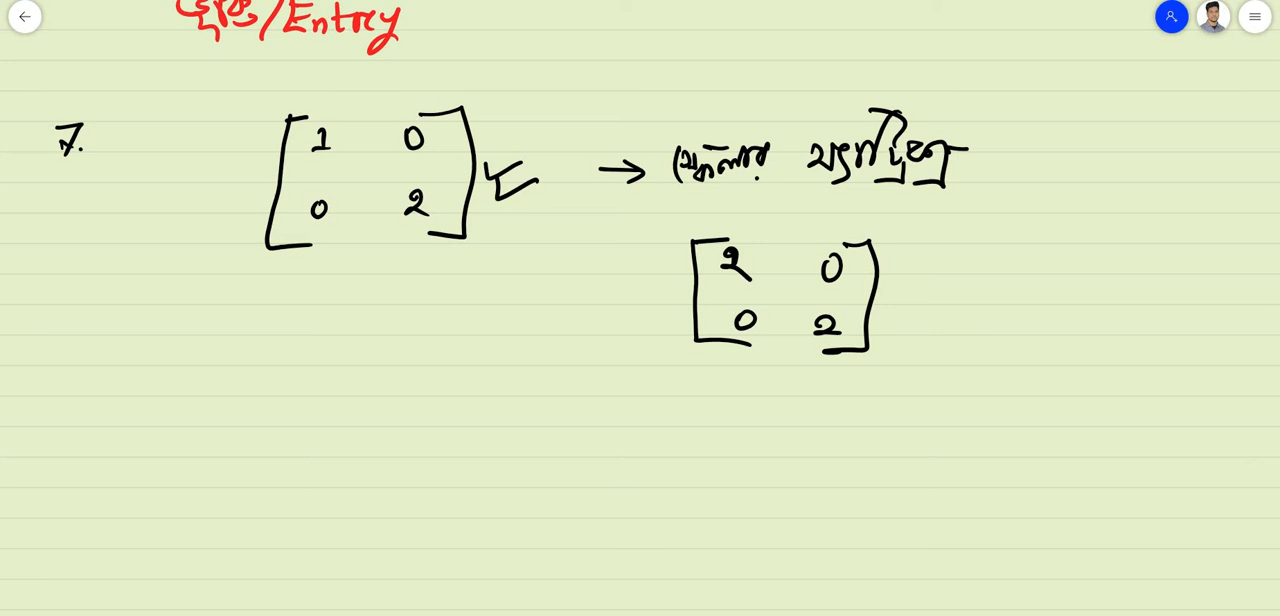 ভুক্তি/Entry
7. [1 0
0 2] → স্কেলার ম্যাট্রিক্স
[2 0
0 2]